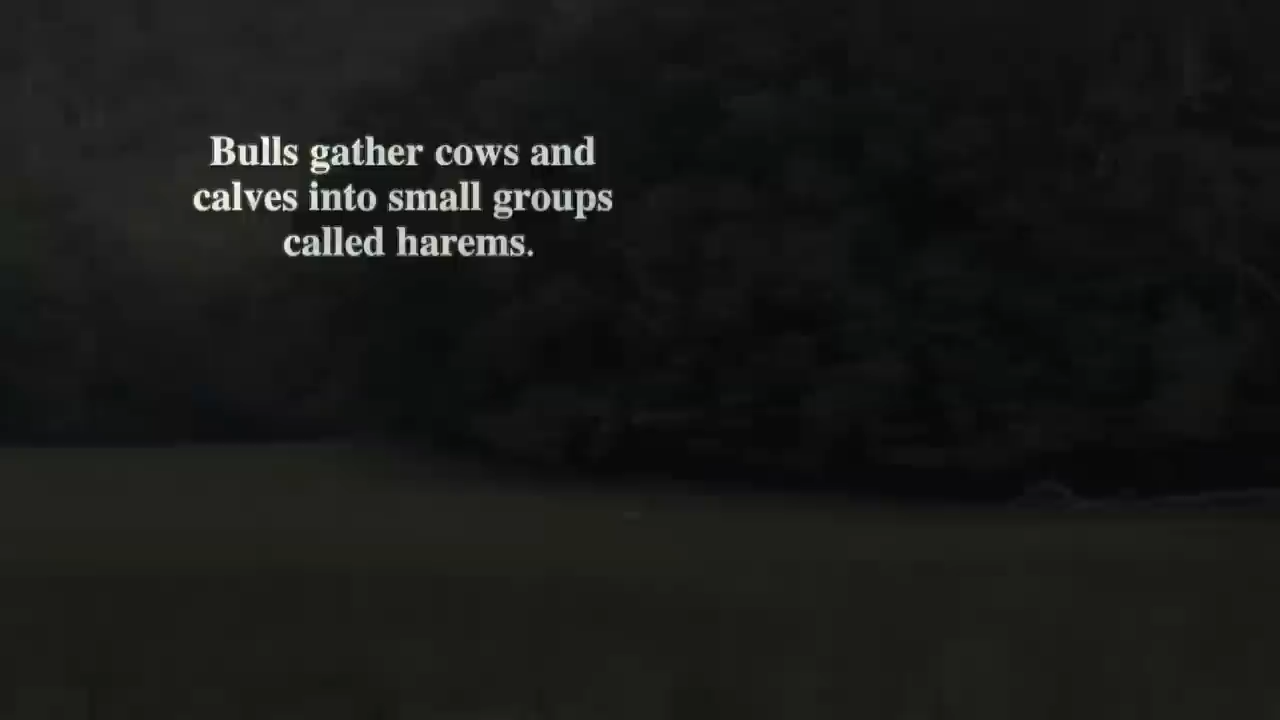 Bulls gather cows and
calves into small groups
called harems.